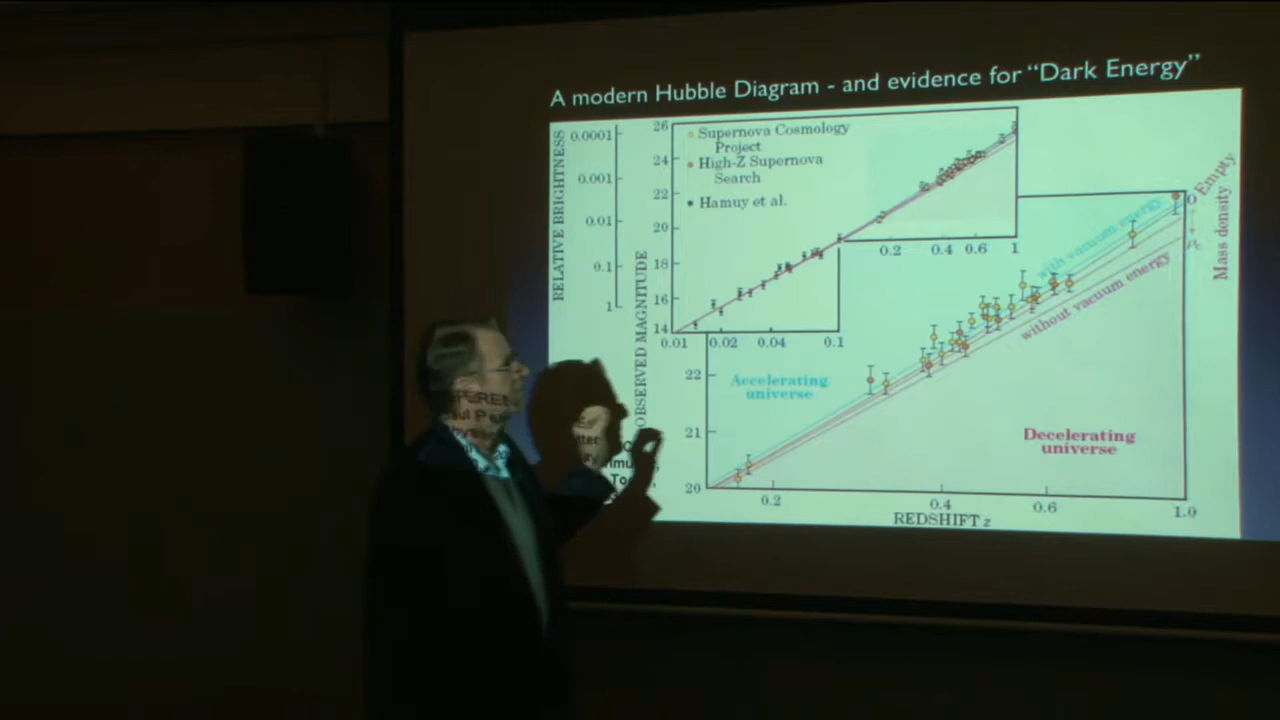 A modern Hubble Diagram - and evidence for "Dark Energy"
RELATIVE BRIGHTNESS
0.0001
0.001
0.01
0.1
1
OBSERVED MAGNITUDE
26
24
22
20
18
16
14
Supernova Cosmology
Project
High-Z Supernova
Search
Hamuy et al.
0.2
0.4
0.6
1
0.01
0.02
0.04
0.1
22
21
20
Accelerating
universe
with vacuum energy
without vacuum energy
Decelerating
universe
0
Empty
Mass density
ρc
0.2
0.4
0.6
1.0
REDSHIFT z